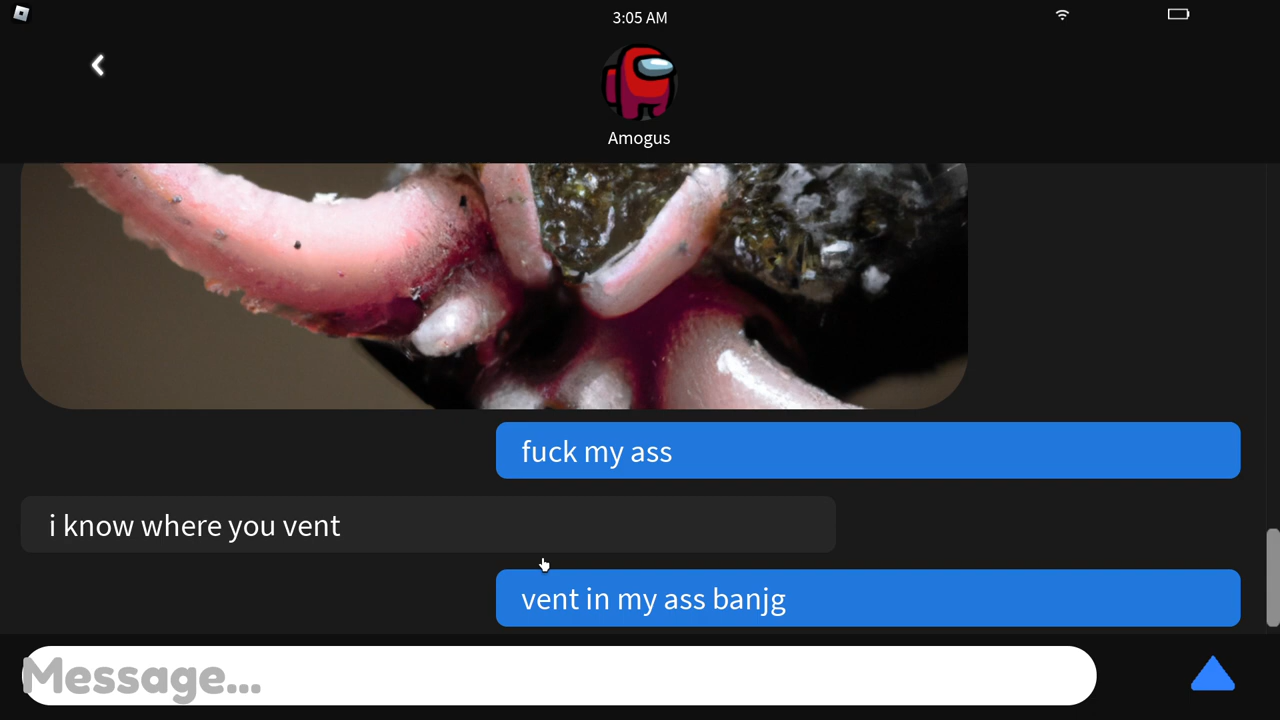 3:05 AM
Amogus
fuck my ass
i know where you vent
vent in my ass banjg
Message...